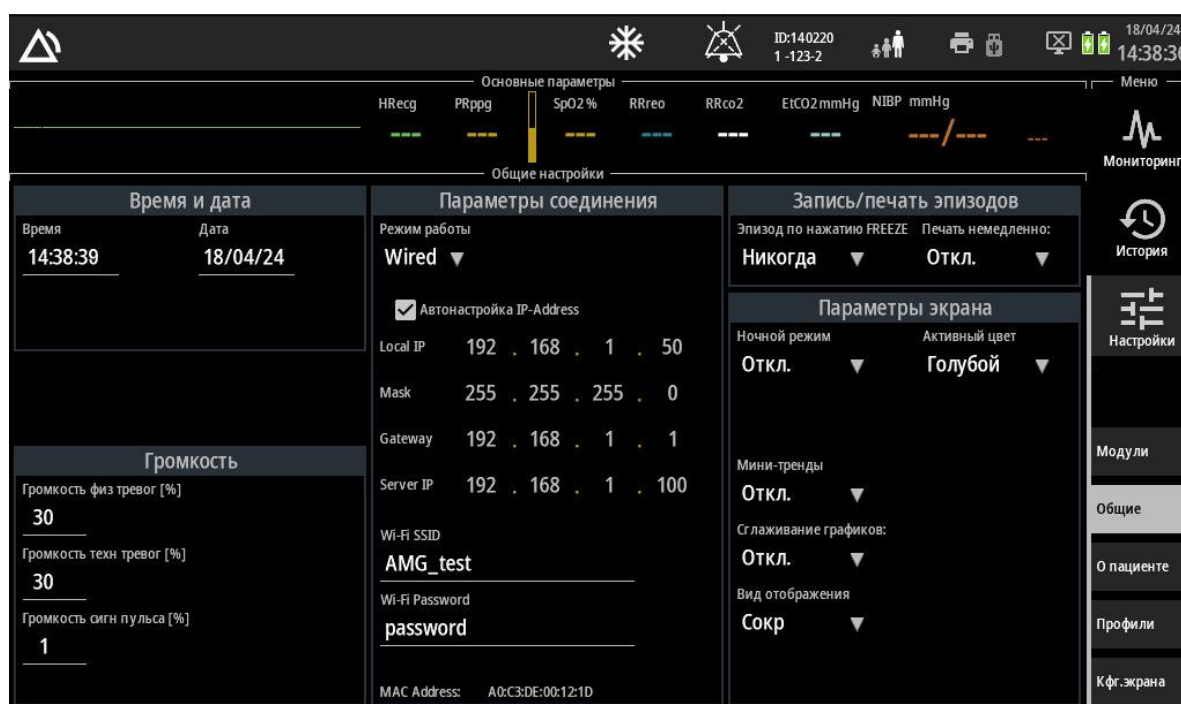 ID:140220
1 -123-2
18/04/24
14:38:36
Основные параметры
Меню
HRecg PRppg SpO2 % RRreo RRco2 EtCO2 mmHg NIBP mmHg
--- --- --- --- --- --- ---/--- ---
Мониторинг
Общие настройки
Время и дата
Время Дата
14:38:39 18/04/24
Громкость
Громкость физ тревог [%]
30
Громкость техн тревог [%]
30
Громкость сигн пульса [%]
1
Параметры соединения
Режим работы
Wired ▼
Автонастройка IP-Address
Local IP 192 . 168 . 1 . 50
Mask 255 . 255 . 255 . 0
Gateway 192 . 168 . 1 . 1
Server IP 192 . 168 . 1 . 100
Wi-Fi SSID
AMG_test
Wi-Fi Password
password
MAC Address: A0:C3:DE:00:12:1D
Запись/печать эпизодов
Эпизод по нажатию FREEZE Печать немедленно:
Никогда ▼ Откл. ▼
Параметры экрана
Ночной режим Активный цвет
Откл. ▼ Голубой ▼
Мини-тренды
Откл. ▼
Сглаживание графиков:
Откл. ▼
Вид отображения
Сокр ▼
История
Настройки
Модули
Общие
О пациенте
Профили
Кфг.экрана